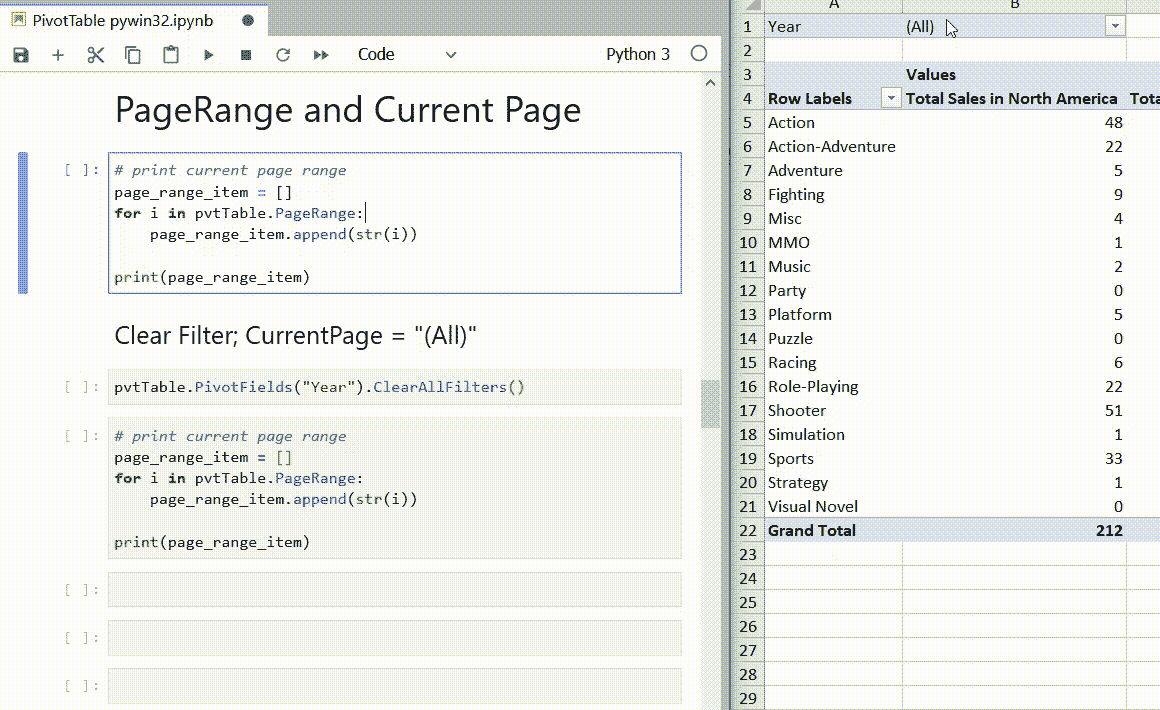 PivotTable pywin32.ipynb
Code
Python 3
PageRange and Current Page
[ ]:
# print current page range
page_range_item = []
for i in pvtTable.PageRange:
page_range_item.append(str(i))
print(page_range_item)
Clear Filter; CurrentPage = "(All)"
[ ]:
pvtTable.PivotFields("Year").ClearAllFilters()
[ ]:
# print current page range
page_range_item = []
for i in pvtTable.PageRange:
page_range_item.append(str(i))
print(page_range_item)
[ ]:
[ ]:
[ ]:
A B
1 Year (All)
2
3 Values
4 Row Labels Total Sales in North America Tota
5 Action 48
6 Action-Adventure 22
7 Adventure 5
8 Fighting 9
9 Misc 4
10 MMO 1
11 Music 2
12 Party 0
13 Platform 5
14 Puzzle 0
15 Racing 6
16 Role-Playing 22
17 Shooter 51
18 Simulation 1
19 Sports 33
20 Strategy 1
21 Visual Novel 0
22 Grand Total 212
23
24
25
26
27
28
29